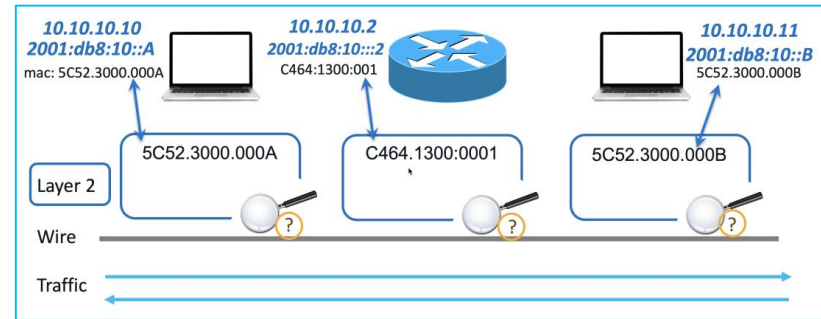 10.10.10.10
2001:db8:10::A
mac: 5C52.3000.000A
10.10.10.2
2001:db8:10:::2
C464:1300:001
10.10.10.11
2001:db8:10::B
5C52.3000.000B
5C52.3000.000A
C464.1300:0001
5C52.3000.000B
Layer 2
?
?
?
Wire
Traffic